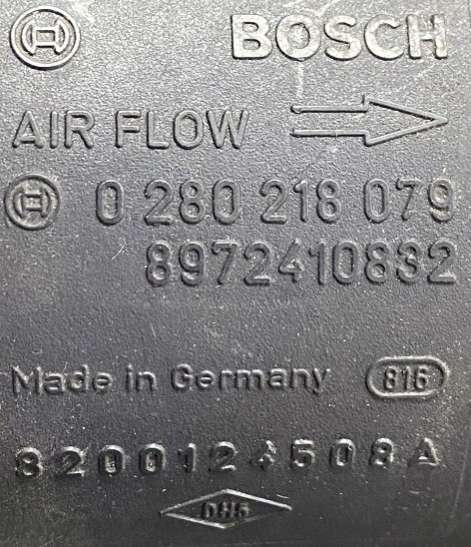 BOSCH
AIR FLOW
0 280 218 079
8972410832
Made in Germany 816
8200124508A
DH5